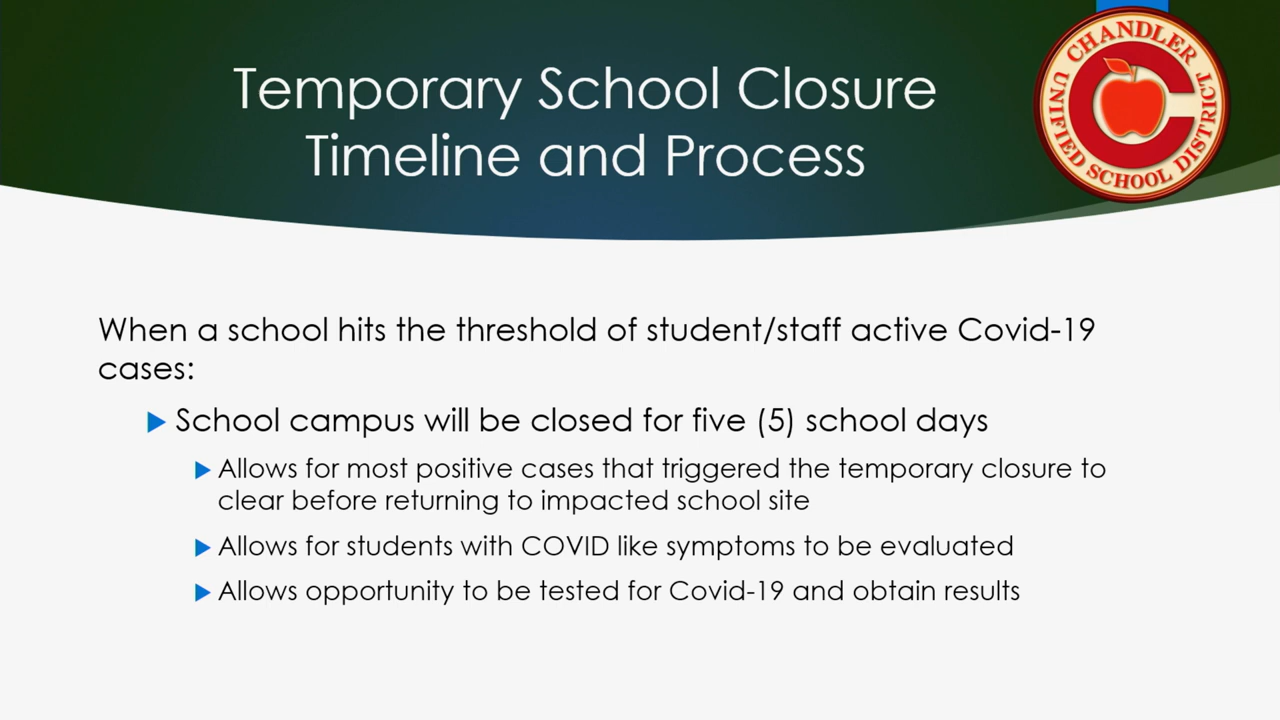 Temporary School Closure
Timeline and Process
CHANDLER
UNIFIED SCHOOL DISTRICT
When a school hits the threshold of student/staff active Covid-19
cases:
School campus will be closed for five (5) school days
Allows for most positive cases that triggered the temporary closure to
clear before returning to impacted school site
Allows for students with COVID like symptoms to be evaluated
Allows opportunity to be tested for Covid-19 and obtain results